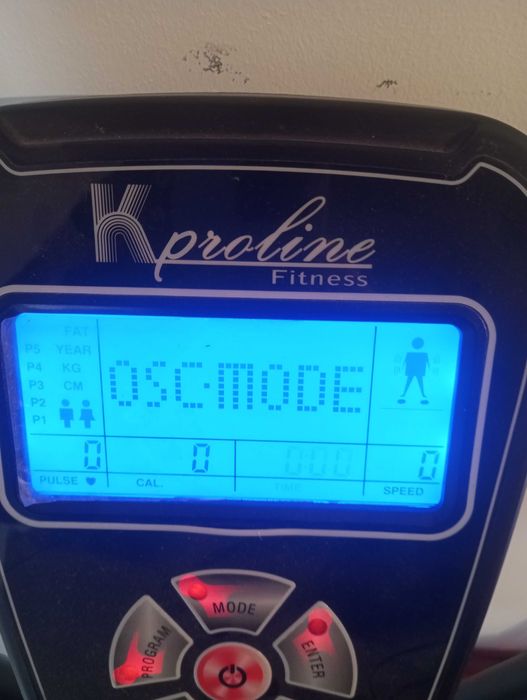 Kproline
Fitness
FAT
P5 YEAR
P4 KG
P3 CM
P2
P1
OSC-MODE
0 0 0:00 0
PULSE CAL. TIME SPEED
MODE
PROGRAM
ENTER